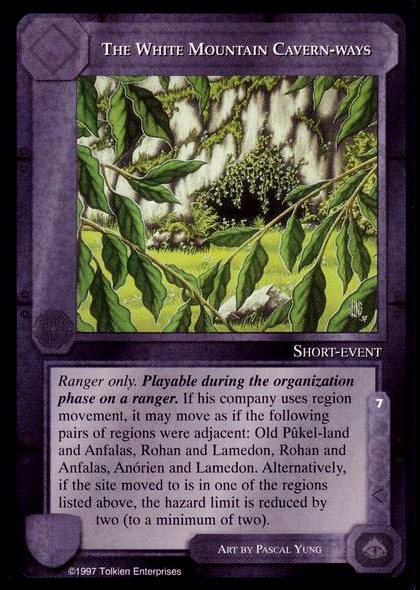 THE WHITE MOUNTAIN CAVERN-WAYS
SHORT-EVENT
Ranger only. Playable during the organization
phase on a ranger. If his company uses region
movement, it may move as if the following
pairs of regions were adjacent: Old Pûkel-land
and Anfalas, Rohan and Lamedon, Rohan and
Anfalas, Anórien and Lamedon. Alternatively,
if the site moved to is in one of the regions
listed above, the hazard limit is reduced by
two (to a minimum of two).
7
ART BY PASCAL YUNG
©1997 Tolkien Enterprises